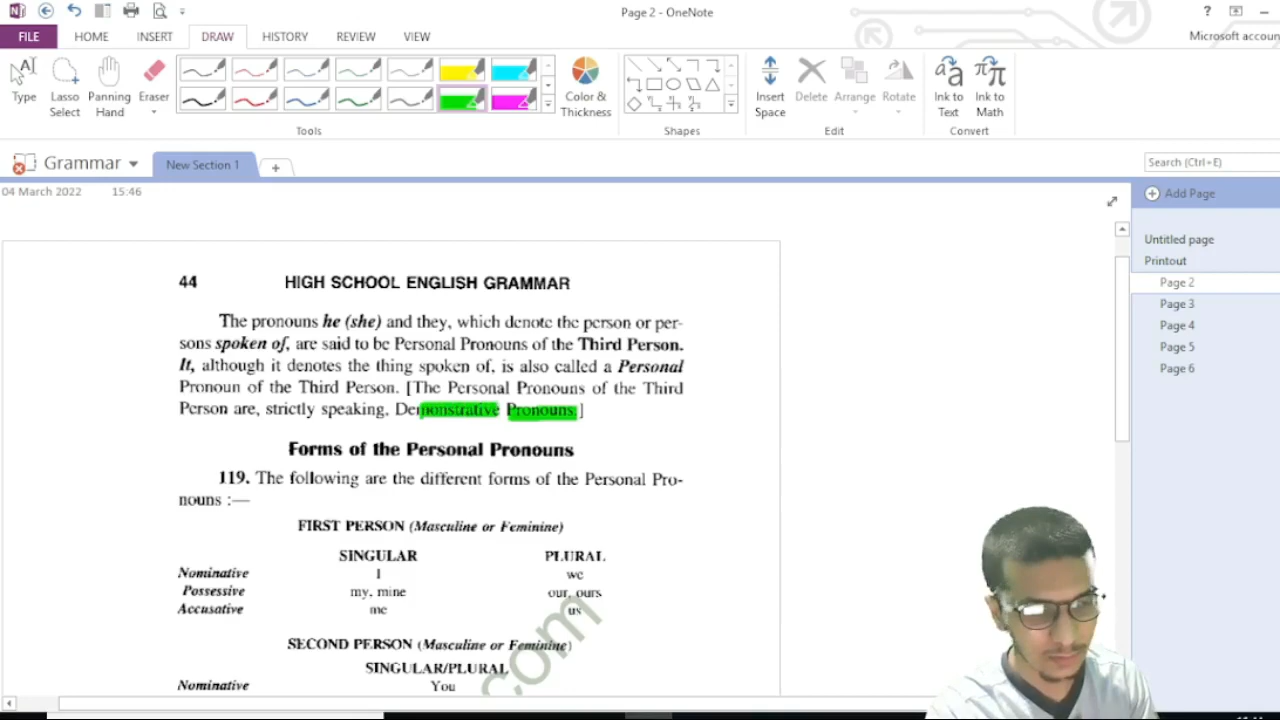 Page 2 - OneNote
?
FILE HOME INSERT DRAW HISTORY REVIEW VIEW
Microsoft accoun
Type
Lasso Select
Panning Hand
Eraser
Color & Thickness
Insert Space
Delete
Arrange
Rotate
Ink to Text
Ink to Math
Tools
Shapes
Edit
Convert
Grammar
New Section 1
Search (Ctrl+E)
04 March 2022 15:46
Add Page
Untitled page
Printout
Page 2
Page 3
Page 4
Page 5
Page 6
44 HIGH SCHOOL ENGLISH GRAMMAR
The pronouns he (she) and they, which denote the person or per-
sons spoken of, are said to be Personal Pronouns of the Third Person.
It, although it denotes the thing spoken of, is also called a Personal
Pronoun of the Third Person. [The Personal Pronouns of the Third
Person are, strictly speaking, Demonstrative Pronouns.]
Forms of the Personal Pronouns
119. The following are the different forms of the Personal Pro-
nouns :—
FIRST PERSON (Masculine or Feminine)
SINGULAR PLURAL
Nominative I we
Possessive my, mine our, ours
Accusative me us
SECOND PERSON (Masculine or Feminine)
SINGULAR/PLURAL
Nominative You
.com